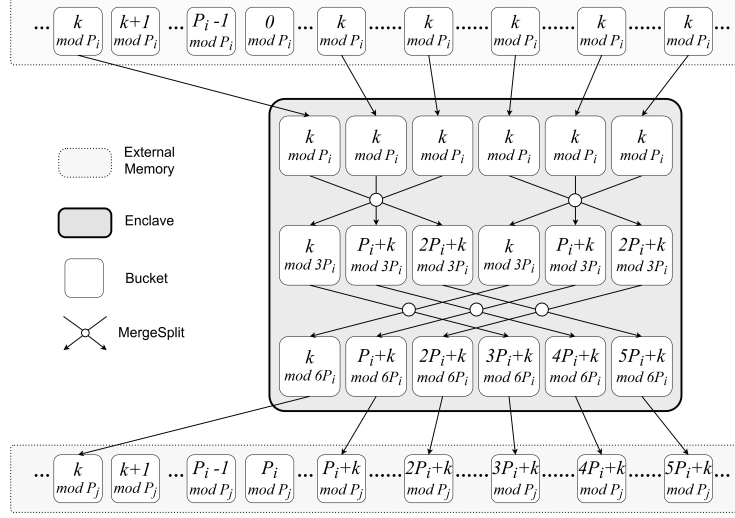 ... k k+1 ... P_i -1 0 ... k ...... k ...... k ...... k ...... k ...
mod P_i mod P_i mod P_i mod P_i mod P_i mod P_i mod P_i mod P_i mod P_i
k k k k k k
mod P_i mod P_i mod P_i mod P_i mod P_i mod P_i
External
Memory
Enclave
Bucket
MergeSplit
k P_i+k 2P_i+k k P_i+k 2P_i+k
mod 3P_i mod 3P_i mod 3P_i mod 3P_i mod 3P_i mod 3P_i
k P_i+k 2P_i+k 3P_i+k 4P_i+k 5P_i+k
mod 6P_i mod 6P_i mod 6P_i mod 6P_i mod 6P_i mod 6P_i
... k k+1 ... P_i -1 P_i ... P_i+k ...... 2P_i+k ...... 3P_i+k ...... 4P_i+k ...... 5P_i+k ...
mod P_j mod P_j mod P_j mod P_j mod P_j mod P_j mod P_j mod P_j mod P_j